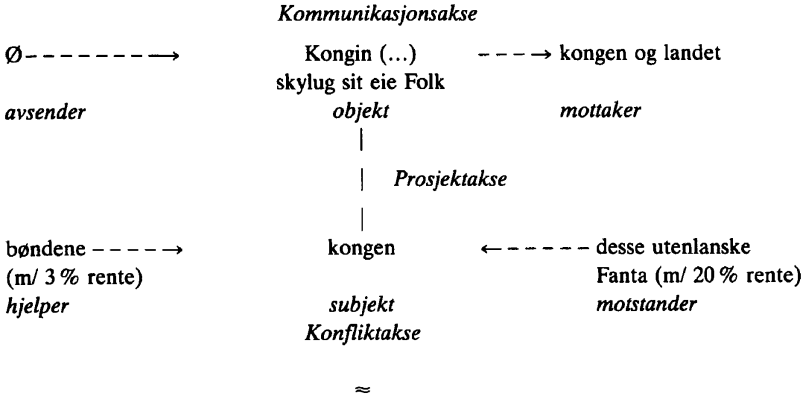 Kommunikasjonsakse
Ø - - - - - - - - → Kongin (...) - - - → kongen og landet
skylug sit eie Folk
avsender objekt mottaker
Prosjektakse
bøndene - - - - - → kongen ← - - - - - desse utenlanske
(m/ 3 % rente) Fanta (m/ 20 % rente)
hjelper subjekt motstander
Konfliktakse
≈